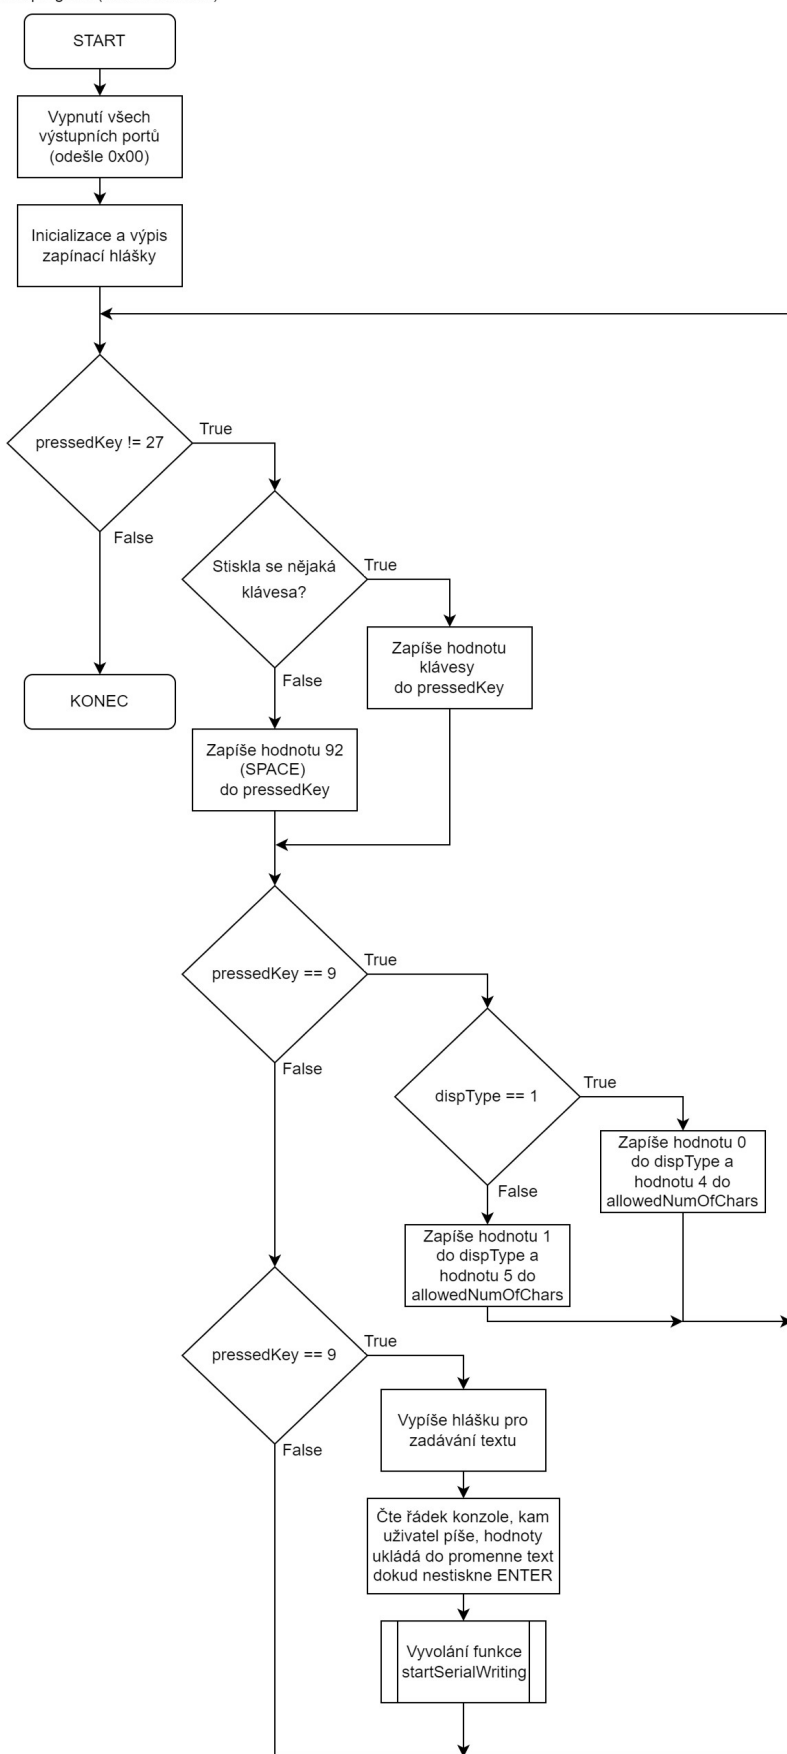 START
Vypnutí všech
výstupních portů
(odešle 0x00)
Inicializace a výpis
zapínací hlášky
pressedKey != 27
True
False
Stiskla se nějaká
klávesa?
True
Zapíše hodnotu
klávesy
do pressedKey
False
KONEC
Zapíše hodnotu 92
(SPACE)
do pressedKey
pressedKey == 9
True
False
dispType == 1
True
Zapíše hodnotu 0
do dispType a
hodnotu 4 do
allowedNumOfChars
False
Zapíše hodnotu 1
do dispType a
hodnotu 5 do
allowedNumOfChars
pressedKey == 9
True
Vypíše hlášku pro
zadávání textu
False
Čte řádek konzole, kam
uživatel píše, hodnoty
ukládá do promenne text
dokud nestiskne ENTER
Vyvolání funkce
startSerialWriting